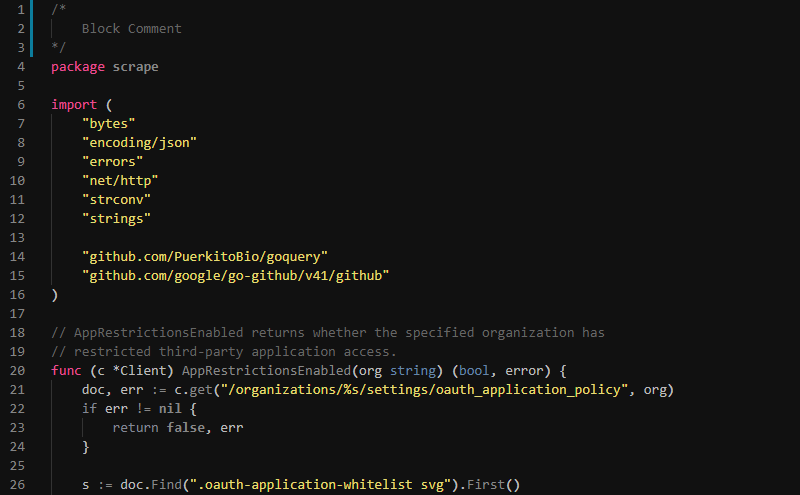 1 /*
2     Block Comment
3 */
4 package scrape
5
6 import (
7     "bytes"
8     "encoding/json"
9     "errors"
10     "net/http"
11     "strconv"
12     "strings"
13
14     "github.com/PuerkitoBio/goquery"
15     "github.com/google/go-github/v41/github"
16 )
17
18 // AppRestrictionsEnabled returns whether the specified organization has
19 // restricted third-party application access.
20 func (c *Client) AppRestrictionsEnabled(org string) (bool, error) {
21     doc, err := c.get("/organizations/%s/settings/oauth_application_policy", org)
22     if err != nil {
23         return false, err
24     }
25
26     s := doc.Find(".oauth-application-whitelist svg").First()